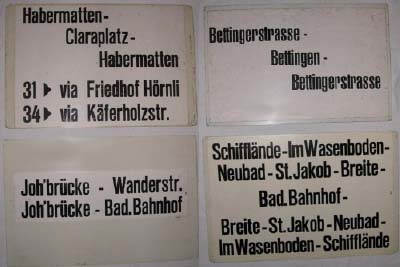 Habermatten-
Claraplatz-
Habermatten
31 ▶ via Friedhof Hörnli
34 ▶ via Käferholzstr.
Bettingerstrasse -
Bettingen -
Bettingerstrasse
Joh'brücke - Wanderstr.
Joh'brücke - Bad. Bahnhof
Schifflände-Im Wasenboden-
Neubad - St. Jakob - Breite -
Bad. Bahnhof -
Breite - St. Jakob - Neubad -
Im Wasenboden - Schifflände